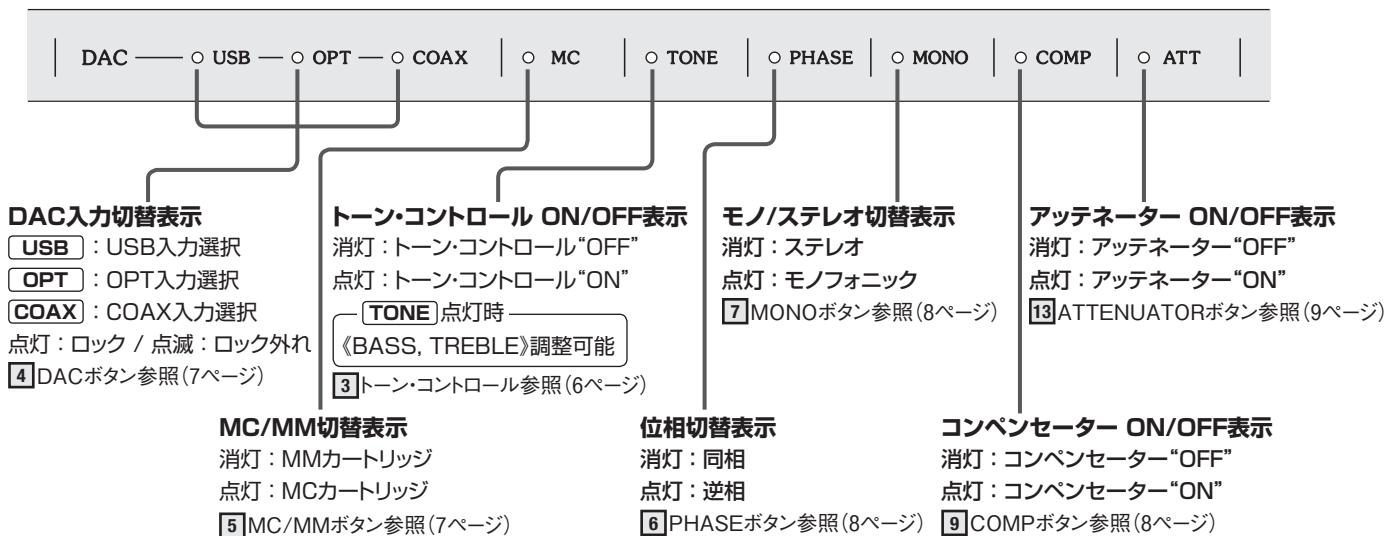 DAC USB OPT COAX MC TONE PHASE MONO COMP ATT
DAC入力切替表示
USB：USB入力選択
OPT：OPT入力選択
COAX：COAX入力選択
点灯：ロック / 点滅：ロック外れ
4 DACボタン参照（7ページ）
トーン・コントロール ON/OFF表示
消灯：トーン・コントロール“OFF”
点灯：トーン・コントロール“ON”
TONE 点灯時
《BASS, TREBLE》調整可能
3 トーン・コントロール参照（6ページ）
モノ/ステレオ切替表示
消灯：ステレオ
点灯：モノフォニック
7 MONOボタン参照（8ページ）
アッテネーター ON/OFF表示
消灯：アッテネーター“OFF”
点灯：アッテネーター“ON”
13 ATTENUATORボタン参照（9ページ）
MC/MM切替表示
消灯：MMカートリッジ
点灯：MCカートリッジ
5 MC/MMボタン参照（7ページ）
位相切替表示
消灯：同相
点灯：逆相
6 PHASEボタン参照（8ページ）
コンペンセーター ON/OFF表示
消灯：コンペンセーター“OFF”
点灯：コンペンセーター“ON”
9 COMPボタン参照（8ページ）